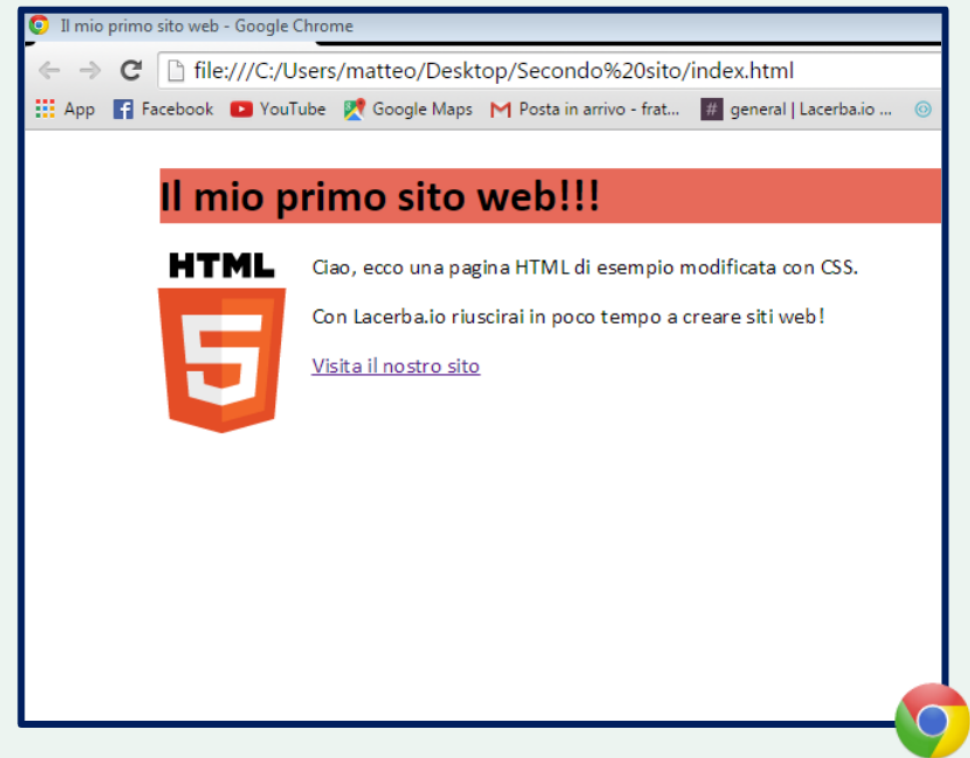 Il mio primo sito web - Google Chrome
file:///C:/Users/matteo/Desktop/Secondo%20sito/index.html
App Facebook YouTube Google Maps Posta in arrivo - frat... # general | Lacerba.io ...
Il mio primo sito web!!!
HTML
5
Ciao, ecco una pagina HTML di esempio modificata con CSS.
Con Lacerba.io riuscirai in poco tempo a creare siti web!
Visita il nostro sito